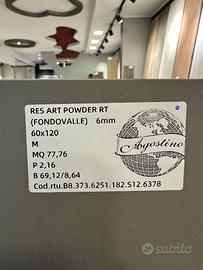 RES ART POWDER RT
(FONDOVALLE) 6mm
60x120
M
MQ 77,76
P 2,16
B 69,12/8,64
Cod.rtu.B8.373.6251.182.S12.6378
Agostino
subito